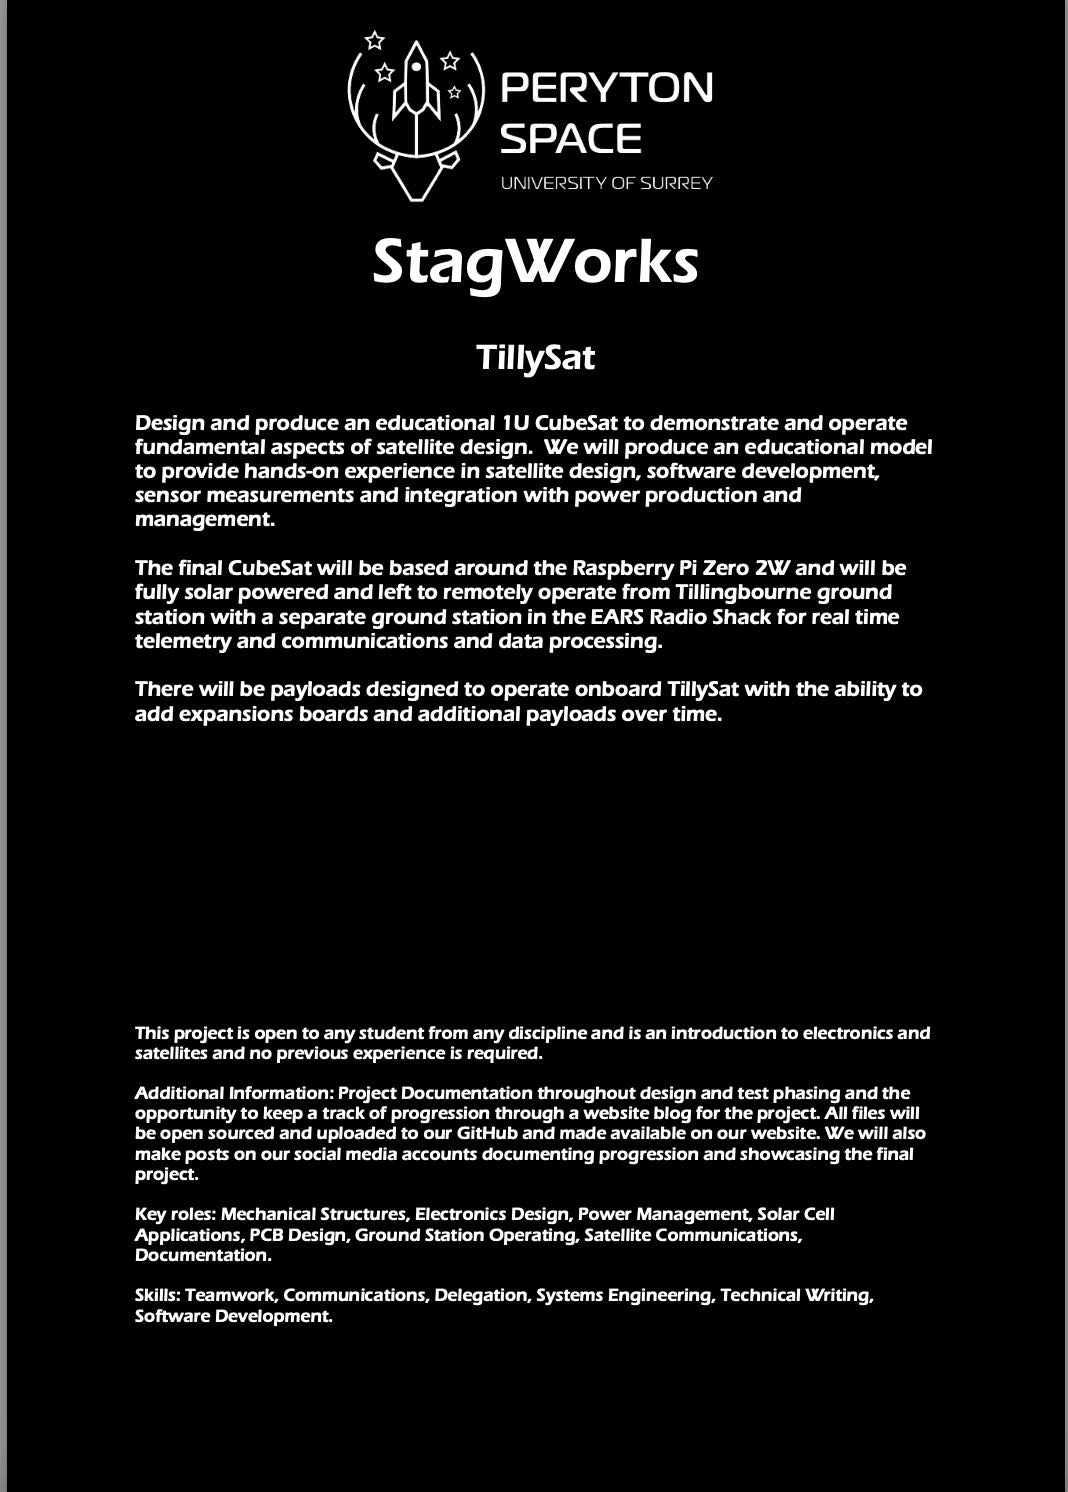 PERYTON
SPACE
UNIVERSITY OF SURREY
StagWorks
TillySat
Design and produce an educational 1U CubeSat to demonstrate and operate
fundamental aspects of satellite design.  We will produce an educational model
to provide hands-on experience in satellite design, software development,
sensor measurements and integration with power production and
management.
The final CubeSat will be based around the Raspberry Pi Zero 2W and will be
fully solar powered and left to remotely operate from Tillingbourne ground
station with a separate ground station in the EARS Radio Shack for real time
telemetry and communications and data processing.
There will be payloads designed to operate onboard TillySat with the ability to
add expansions boards and additional payloads over time.
This project is open to any student from any discipline and is an introduction to electronics and
satellites and no previous experience is required.
Additional Information: Project Documentation throughout design and test phasing and the
opportunity to keep a track of progression through a website blog for the project. All files will
be open sourced and uploaded to our GitHub and made available on our website. We will also
make posts on our social media accounts documenting progression and showcasing the final
project.
Key roles: Mechanical Structures, Electronics Design, Power Management, Solar Cell
Applications, PCB Design, Ground Station Operating, Satellite Communications,
Documentation.
Skills: Teamwork, Communications, Delegation, Systems Engineering, Technical Writing,
Software Development.